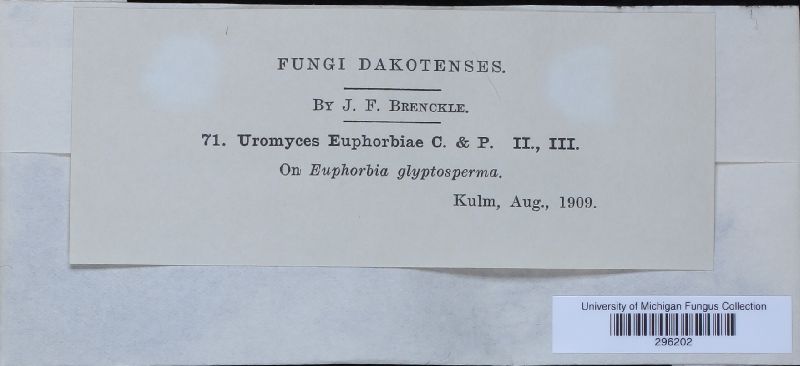 FUNGI DAKOTENSES.
BY J. F. BRENCKLE.
71. Uromyces Euphorbiae C. & P. II., III.
On Euphorbia glyptosperma.
Kulm, Aug., 1909.
University of Michigan Fungus Collection
296202